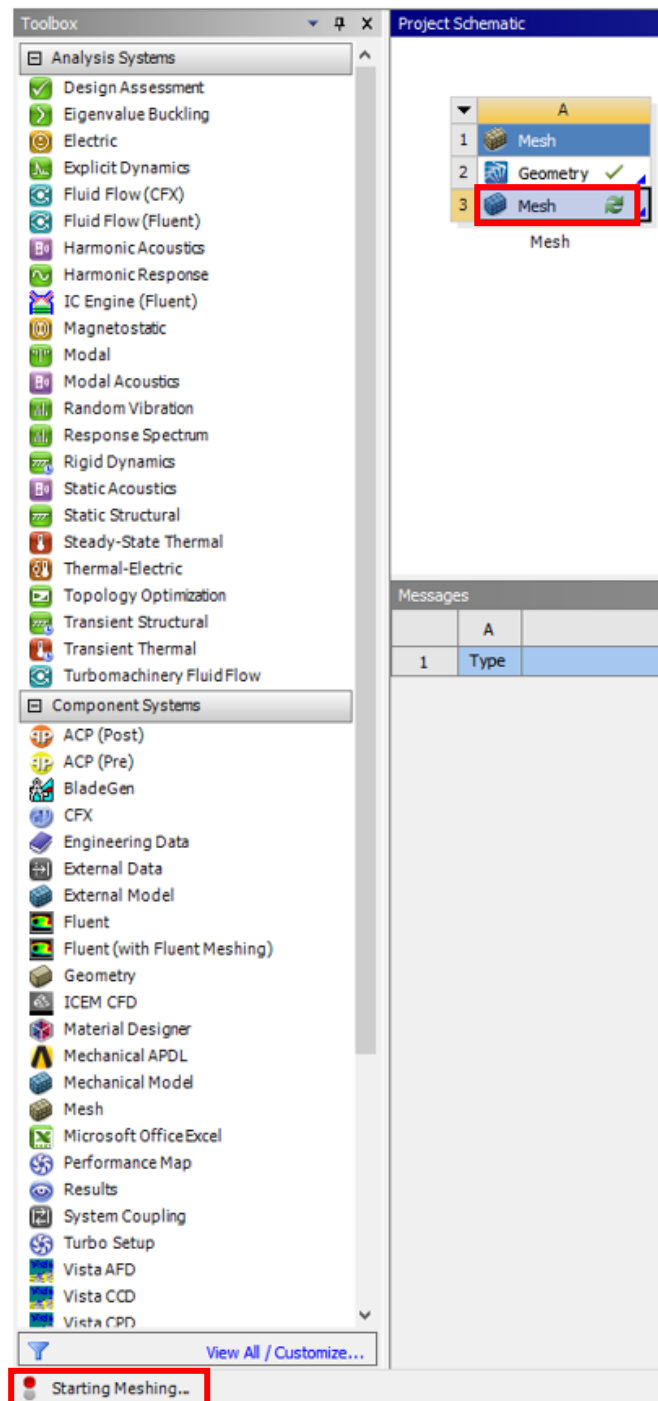 Toolbox
Project Schematic
Analysis Systems
Design Assessment
Eigenvalue Buckling
Electric
Explicit Dynamics
Fluid Flow (CFX)
Fluid Flow (Fluent)
Harmonic Acoustics
Harmonic Response
IC Engine (Fluent)
Magnetostatic
Modal
Modal Acoustics
Random Vibration
Response Spectrum
Rigid Dynamics
Static Acoustics
Static Structural
Steady-State Thermal
Thermal-Electric
Topology Optimization
Transient Structural
Transient Thermal
Turbomachinery Fluid Flow
Component Systems
ACP (Post)
ACP (Pre)
BladeGen
CFX
Engineering Data
External Data
External Model
Fluent
Fluent (with Fluent Meshing)
Geometry
ICEM CFD
Material Designer
Mechanical APDL
Mechanical Model
Mesh
Microsoft Office Excel
Performance Map
Results
System Coupling
Turbo Setup
Vista AFD
Vista CCD
Vista CPD
View All / Customize...
Starting Meshing...
A
1 Mesh
2 Geometry
3 Mesh
Mesh
Messages
A
1 Type